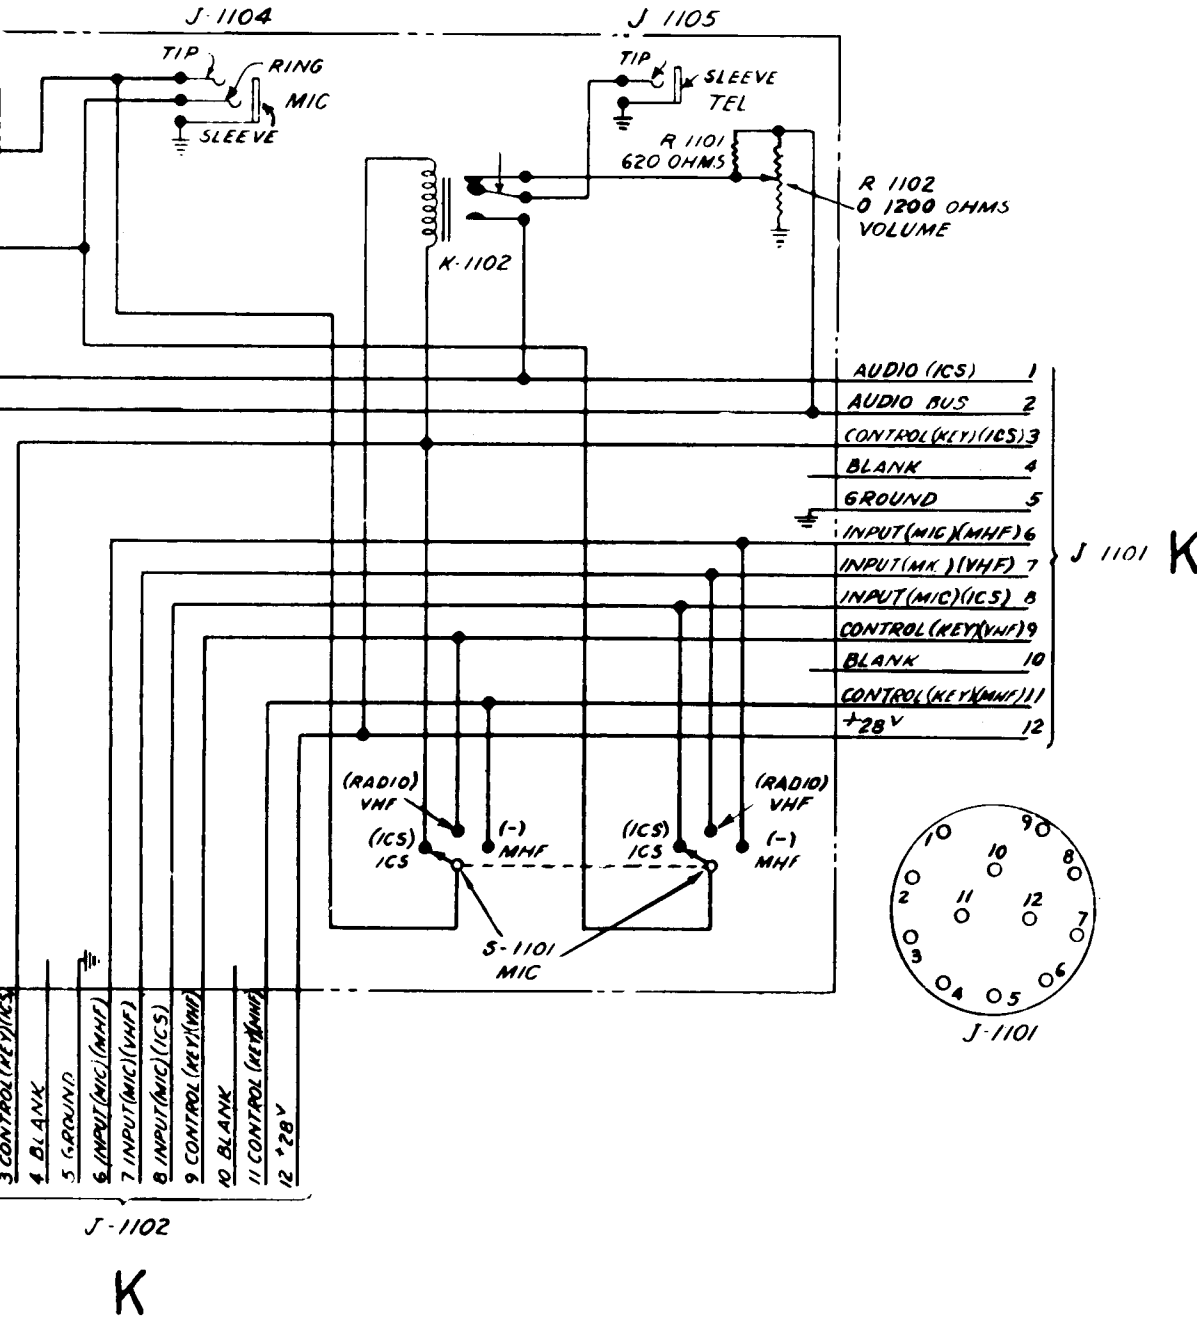 J-1104
J 1105
TIP
RING
MIC
SLEEVE
TIP
SLEEVE
TEL
R 1101
620 OHMS
R 1102
0 1200 OHMS
VOLUME
K-1102
AUDIO (ICS) 1
AUDIO BUS 2
CONTROL(KEY)(ICS) 3
BLANK 4
GROUND 5
INPUT(MIC)(MHF) 6
INPUT(MIC)(VHF) 7
INPUT(MIC)(ICS) 8
CONTROL(KEY)(VHF) 9
BLANK 10
CONTROL(KEY)(MHF) 11
+28V 12
J 1101
K
(RADIO)
VHF
(ICS)
ICS
(-)
MHF
(RADIO)
VHF
(ICS)
ICS
(-)
MHF
S-1101
MIC
1
2
3
4
5
6
7
8
9
10
11
12
J-1101
3 CONTROL(KEY)(ICS)
4 BLANK
5 GROUND
6 INPUT(MIC)(MHF)
7 INPUT(MIC)(VHF)
8 INPUT(MIC)(ICS)
9 CONTROL(KEY)(VHF)
10 BLANK
11 CONTROL(KEY)(MHF)
12 +28V
J-1102
K